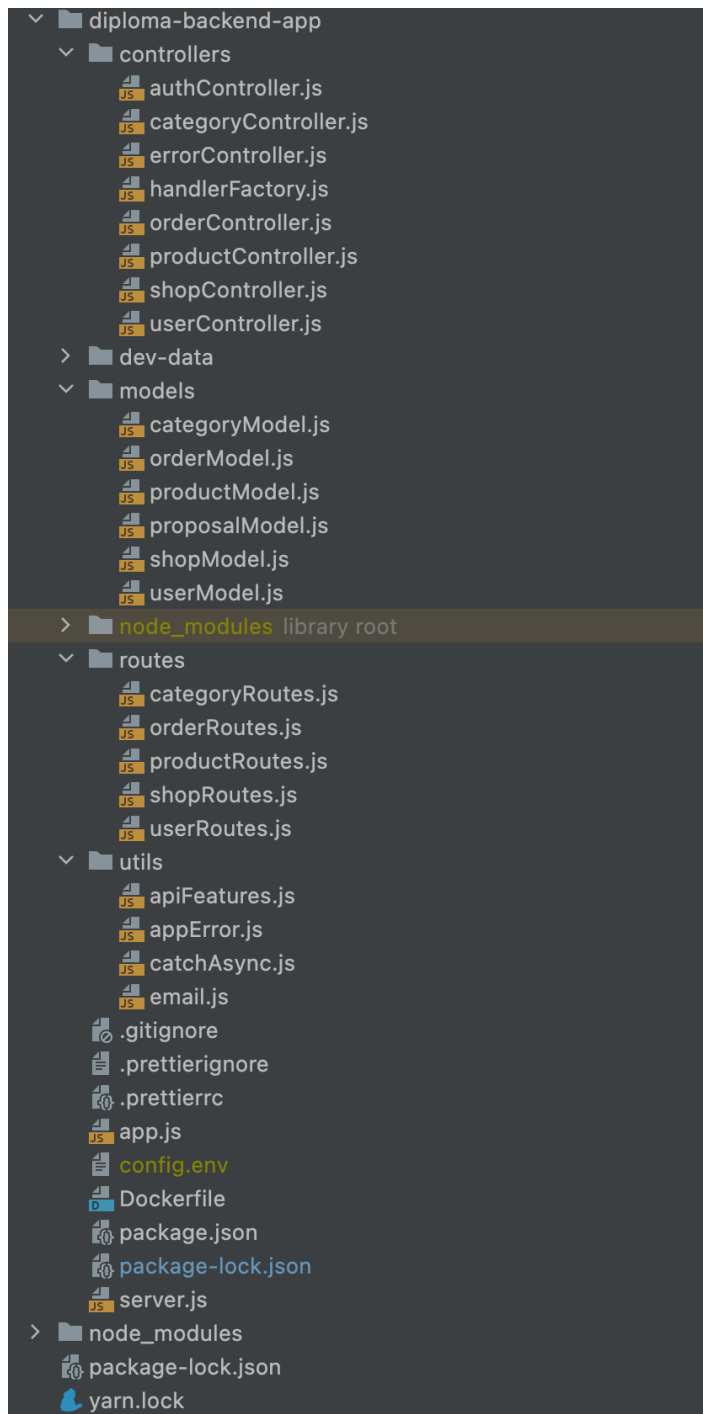 diploma-backend-app
controllers
authController.js
categoryController.js
errorController.js
handlerFactory.js
orderController.js
productController.js
shopController.js
userController.js
dev-data
models
categoryModel.js
orderModel.js
productModel.js
proposalModel.js
shopModel.js
userModel.js
node_modules library root
routes
categoryRoutes.js
orderRoutes.js
productRoutes.js
shopRoutes.js
userRoutes.js
utils
apiFeatures.js
appError.js
catchAsync.js
email.js
.gitignore
.prettierignore
.prettierrc
app.js
config.env
Dockerfile
package.json
package-lock.json
server.js
node_modules
package-lock.json
yarn.lock